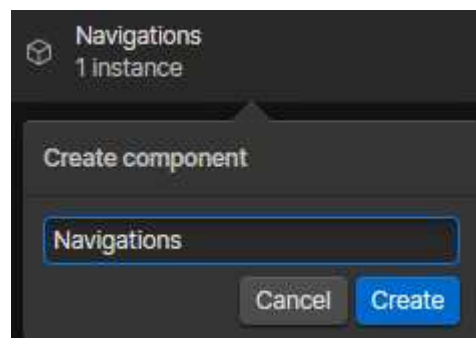 Navigations
1 instance
Create component
Navigations
Cancel Create